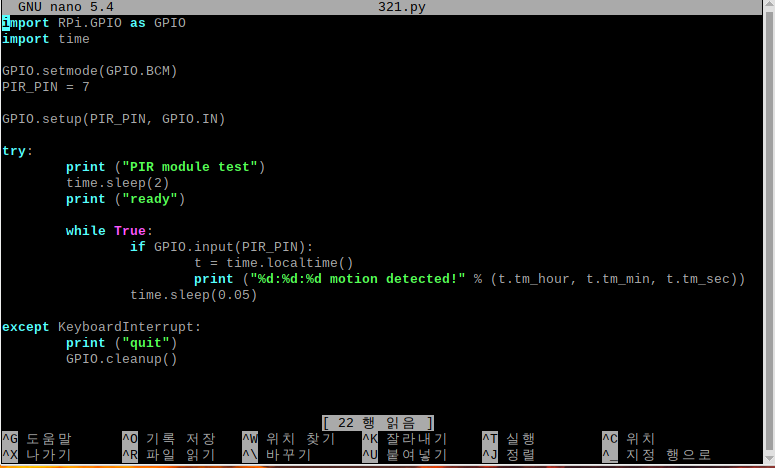 GNU nano 5.4 321.py
import RPi.GPIO as GPIO
import time
GPIO.setmode(GPIO.BCM)
PIR_PIN = 7
GPIO.setup(PIR_PIN, GPIO.IN)
try:
        print ("PIR module test")
        time.sleep(2)
        print ("ready")
        while True:
                if GPIO.input(PIR_PIN):
                        t = time.localtime()
                        print ("%d:%d:%d motion detected!" % (t.tm_hour, t.tm_min, t.tm_sec))
                time.sleep(0.05)
except KeyboardInterrupt:
        print ("quit")
        GPIO.cleanup()
[ 22 행 읽음 ]
^G 도움말 ^O 기록 저장 ^W 위치 찾기 ^K 잘라내기 ^T 실행 ^C 위치
^X 나가기 ^R 파일 읽기 ^\ 바꾸기 ^U 붙여넣기 ^J 정렬 ^_ 지정 행으로